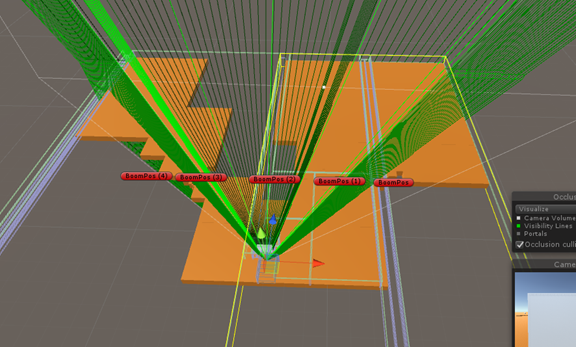 BoomPos (4)
BoomPos (3)
BoomPos (2)
BoomPos (1)
BoomPos
Occlus
Visualize
Camera Volume
Visibility Lines
Portals
Occlusion culli
Came